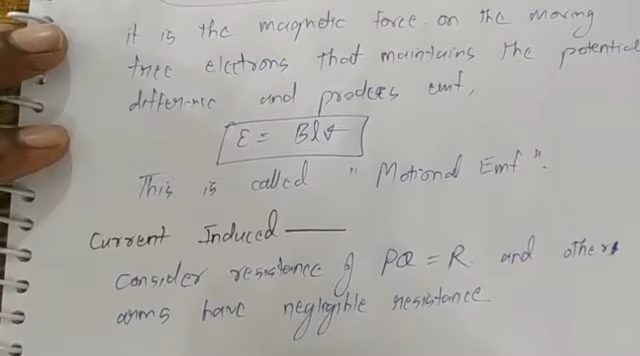 it is the magnetic force on the moving
free electrons that maintains the potential
difference and produces emf,
ε = Blv
This is called "Motional Emf".
Current Induced —
Consider resistance of PQ = R. and others
arms have negligible resistance